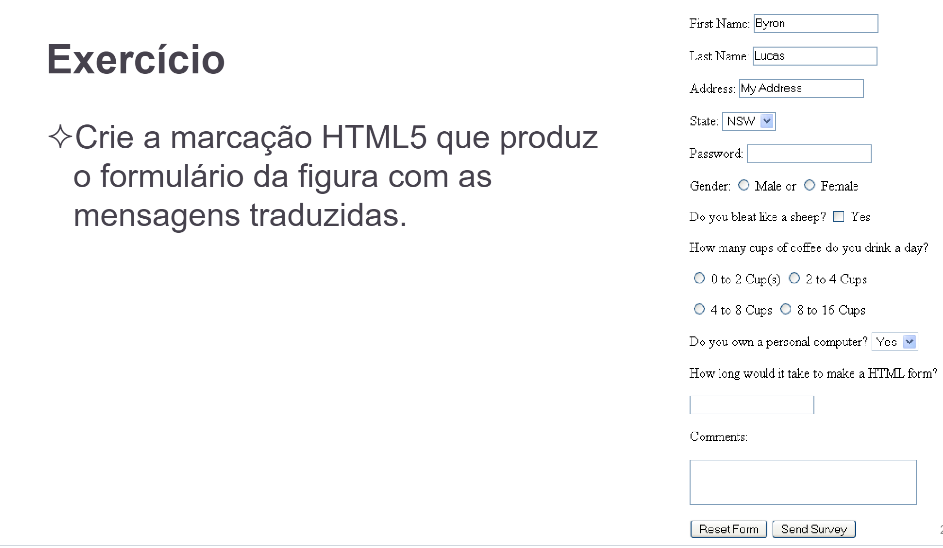 Exercício
✧Crie a marcação HTML5 que produz
o formulário da figura com as
mensagens traduzidas.
First Name: Byron
Last Name: Lucas
Address: My Address
State: NSW
Password:
Gender: Male or Female
Do you bleat like a sheep? Yes
How many cups of coffee do you drink a day?
0 to 2 Cup(s) 2 to 4 Cups
4 to 8 Cups 8 to 16 Cups
Do you own a personal computer? Yes
How long would it take to make a HTML form?
Comments:
Reset Form Send Survey